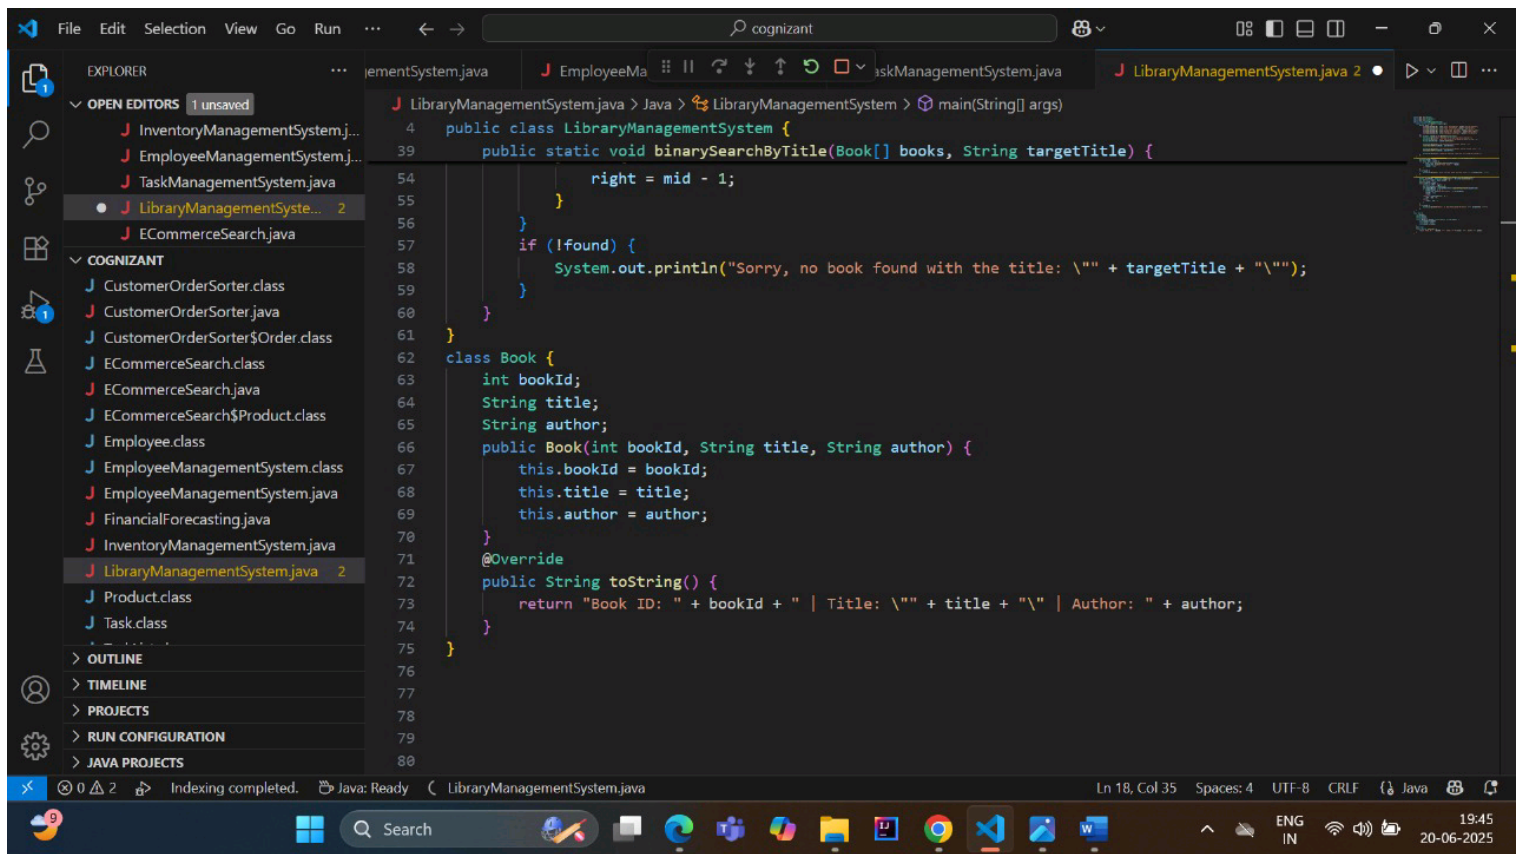 File Edit Selection View Go Run ··· cognizant
EXPLORER ···
OPEN EDITORS 1 unsaved
InventoryManagementSystem.j...
EmployeeManagementSystem.j...
TaskManagementSystem.java
LibraryManagementSyste... 2
ECommerceSearch.java
COGNIZANT
CustomerOrderSorter.class
CustomerOrderSorter.java
CustomerOrderSorter$Order.class
ECommerceSearch.class
ECommerceSearch.java
ECommerceSearch$Product.class
Employee.class
EmployeeManagementSystem.class
EmployeeManagementSystem.java
FinancialForecasting.java
InventoryManagementSystem.java
LibraryManagementSystem.java 2
Product.class
Task.class
OUTLINE
TIMELINE
PROJECTS
RUN CONFIGURATION
JAVA PROJECTS
ementSystem.java EmployeeMa skManagementSystem.java LibraryManagementSystem.java 2
LibraryManagementSystem.java > Java > LibraryManagementSystem > main(String[] args)
4 public class LibraryManagementSystem {
39 public static void binarySearchByTitle(Book[] books, String targetTitle) {
54 right = mid - 1;
55 }
56 }
57 if (!found) {
58 System.out.println("Sorry, no book found with the title: \"" + targetTitle + "\"");
59 }
60 }
61 }
62 class Book {
63 int bookId;
64 String title;
65 String author;
66 public Book(int bookId, String title, String author) {
67 this.bookId = bookId;
68 this.title = title;
69 this.author = author;
70 }
71 @Override
72 public String toString() {
73 return "Book ID: " + bookId + " | Title: \"" + title + "\" | Author: " + author;
74 }
75 }
76
77
78
79
80
0 2 Indexing completed. Java: Ready LibraryManagementSystem.java Ln 18, Col 35 Spaces: 4 UTF-8 CRLF Java
9 Search ENG IN 19:45 20-06-2025